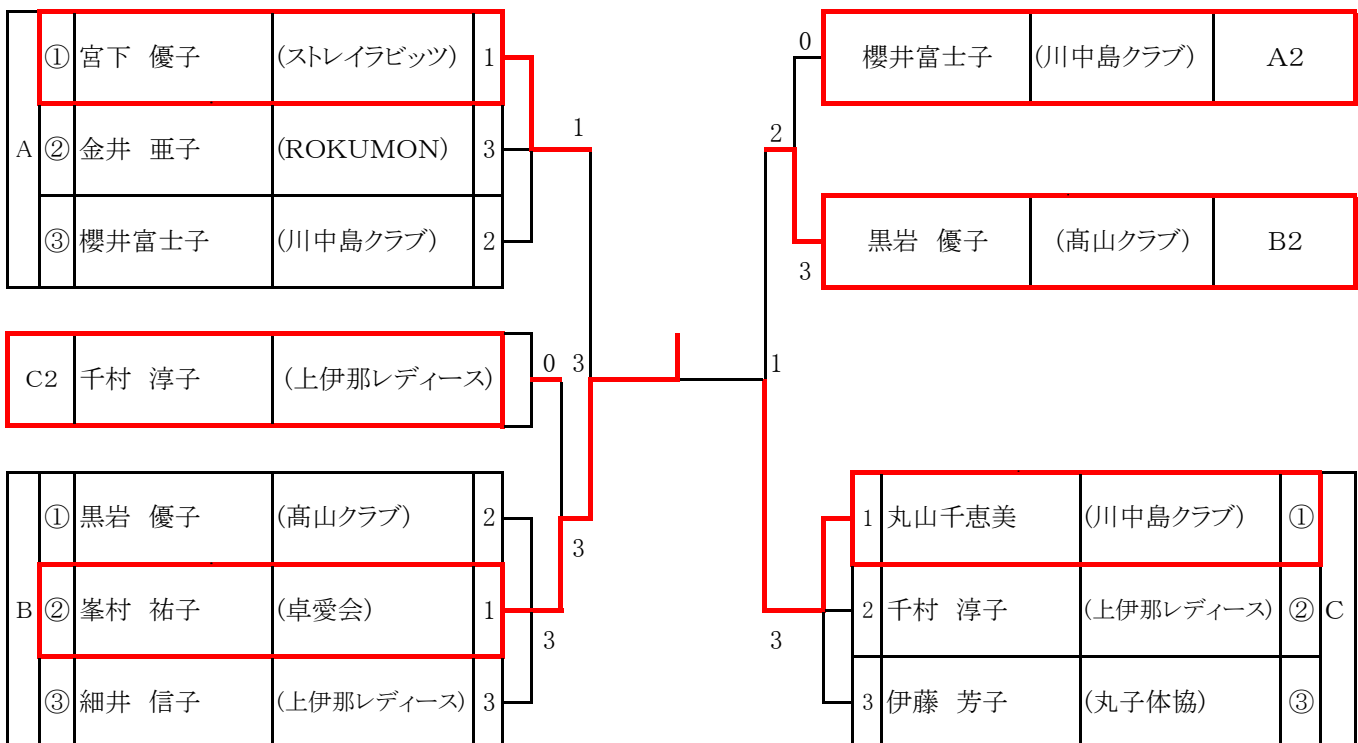 A
① 宮下 優子 (ストレイラビッツ) 1
② 金井 亜子 (ROKUMON) 3
③ 櫻井富士子 (川中島クラブ) 2
1
C2 千村 淳子 (上伊那レディース)
0
3
B
① 黒岩 優子 (髙山クラブ) 2
② 峯村 祐子 (卓愛会) 1
③ 細井 信子 (上伊那レディース) 3
3
3
0
櫻井富士子 (川中島クラブ) A2
2
黒岩 優子 (髙山クラブ) B2
3
1
1 丸山千恵美 (川中島クラブ) ①
2 千村 淳子 (上伊那レディース) ②
3 伊藤 芳子 (丸子体協) ③
C
3